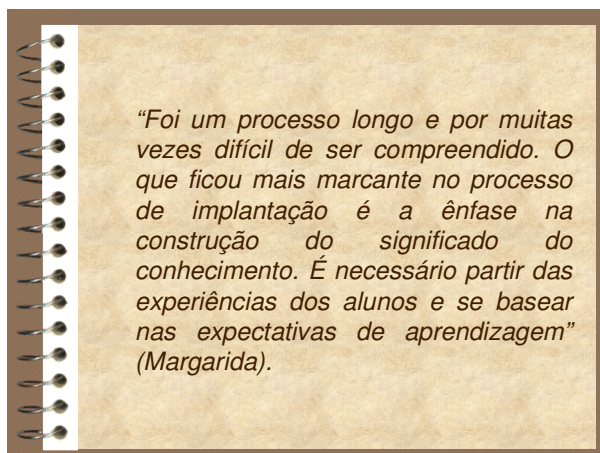 “Foi um processo longo e por muitas
vezes difícil de ser compreendido. O
que ficou mais marcante no processo
de implantação é a ênfase na
construção do significado do
conhecimento. É necessário partir das
experiências dos alunos e se basear
nas expectativas de aprendizagem”
(Margarida).